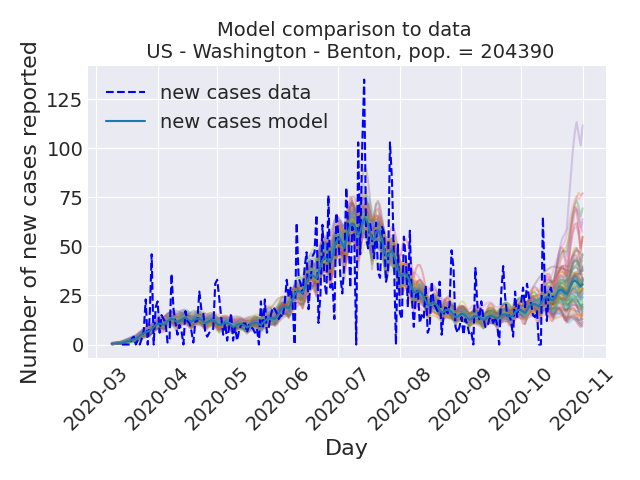 Model comparison to data
US - Washington - Benton, pop. = 204390
Number of new cases reported
new cases data
new cases model
125
100
75
50
25
0
2020-03
2020-04
2020-05
2020-06
2020-07
2020-08
2020-09
2020-10
2020-11
Day